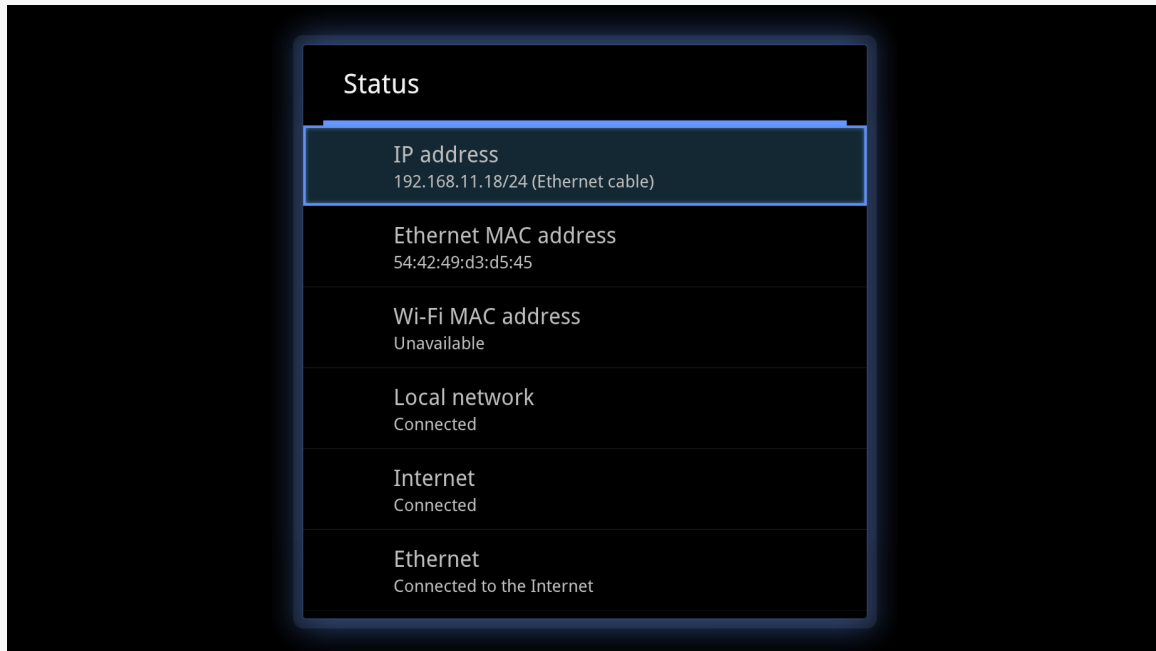 Status
IP address
192.168.11.18/24 (Ethernet cable)
Ethernet MAC address
54:42:49:d3:d5:45
Wi-Fi MAC address
Unavailable
Local network
Connected
Internet
Connected
Ethernet
Connected to the Internet